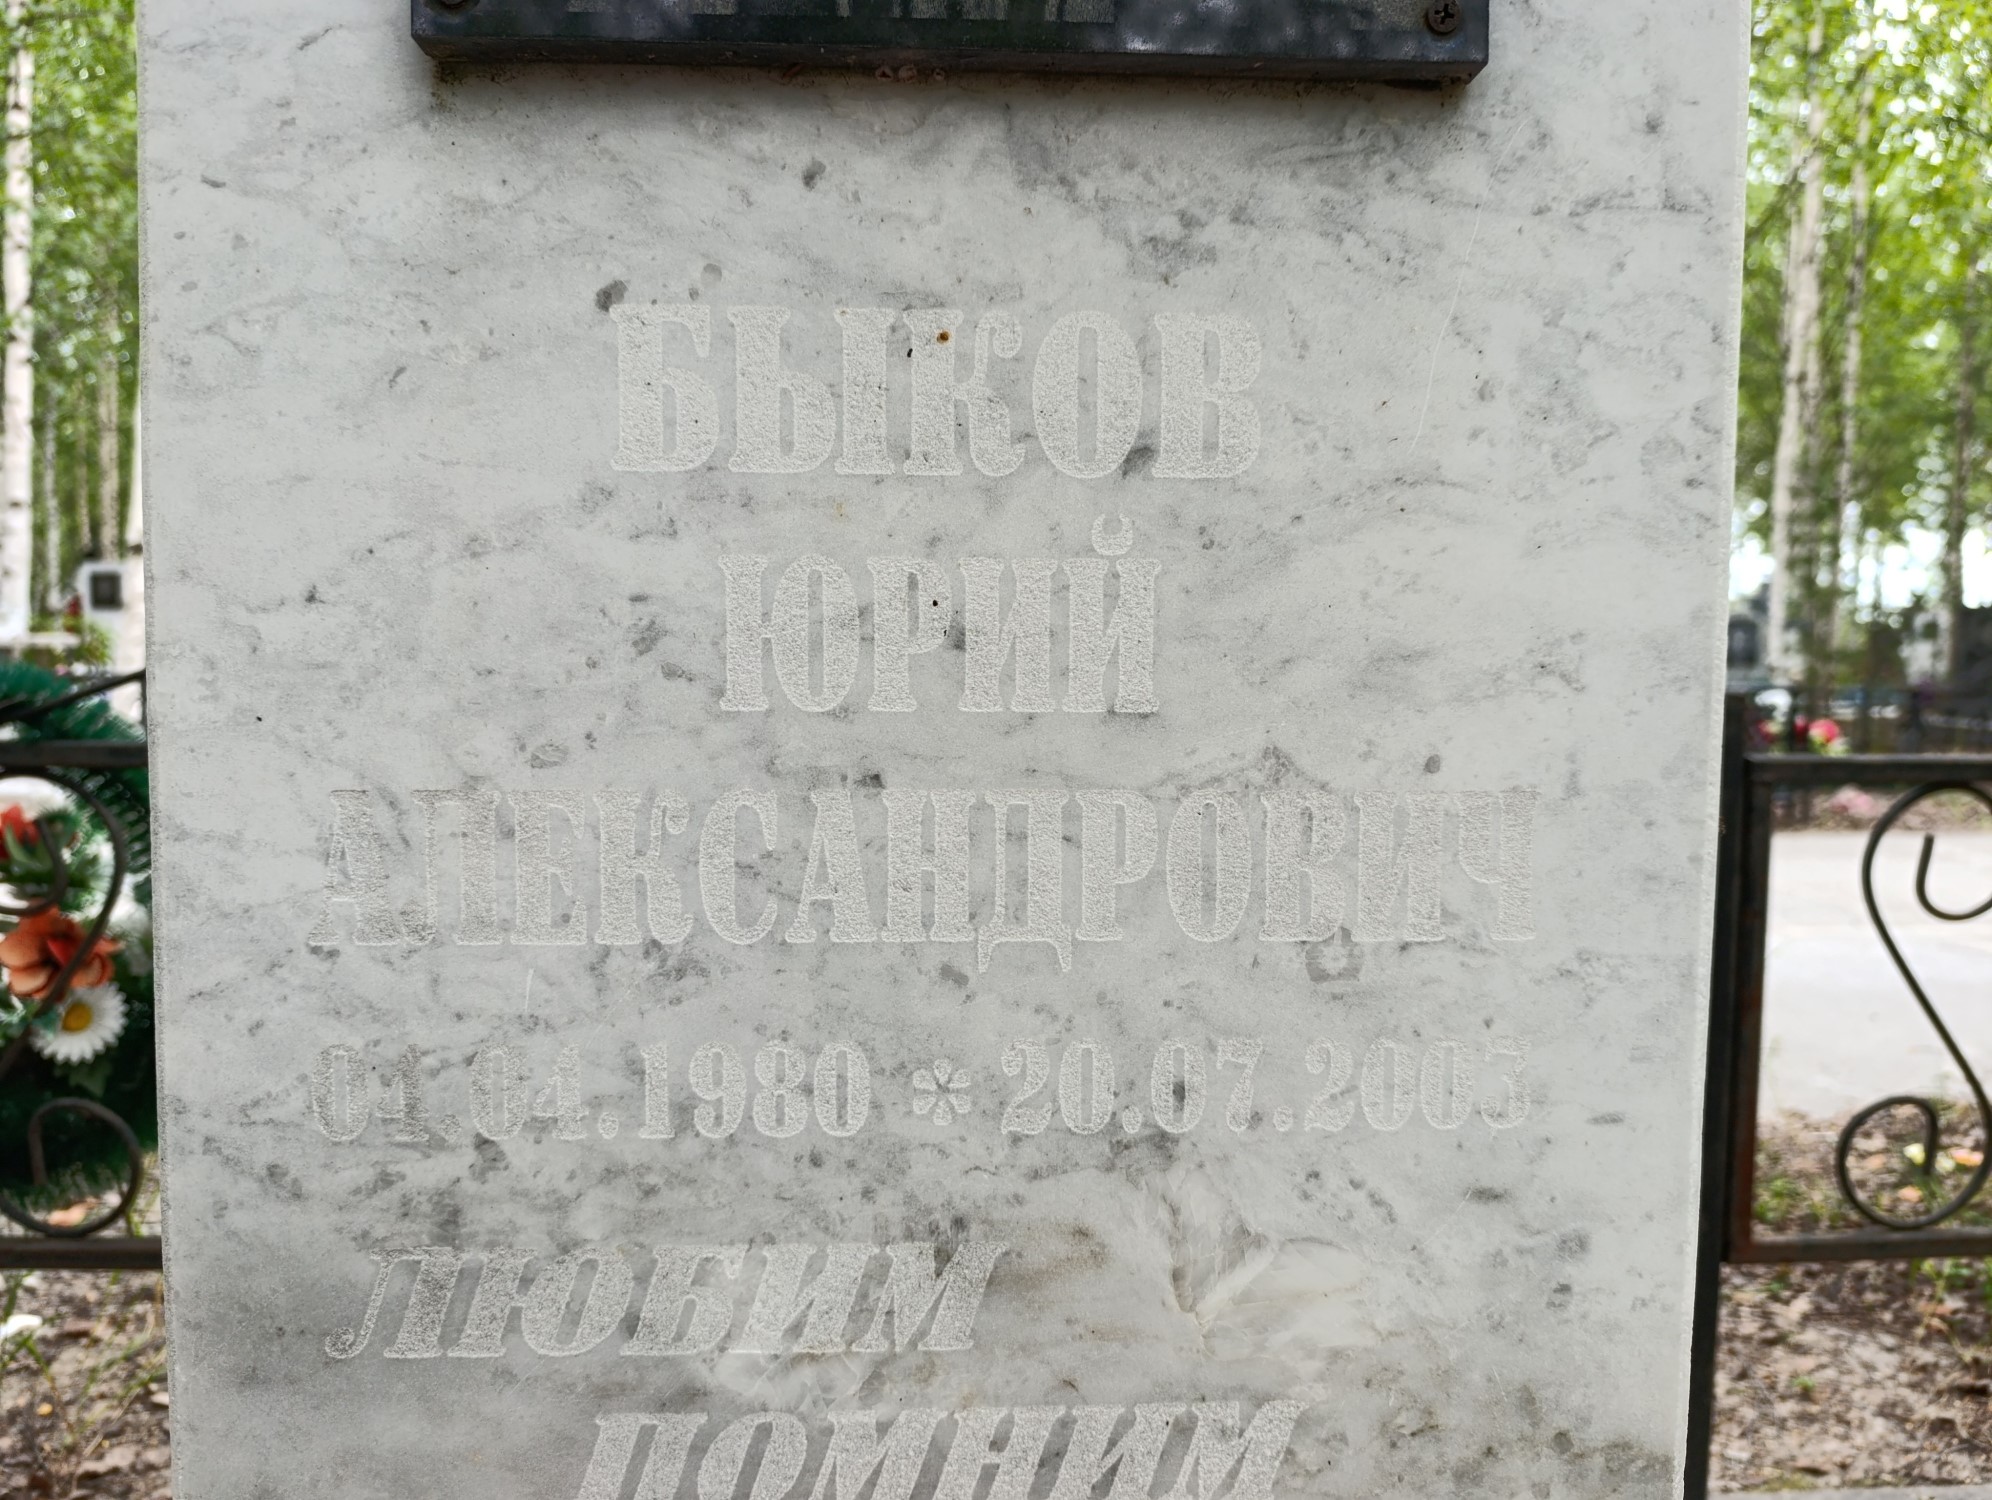 БЫКОВ
ЮРИЙ
АЛЕКСАНДРОВИЧ
01.04.1980 * 20.07.2003
ЛЮБИМ
ПОМНИМ